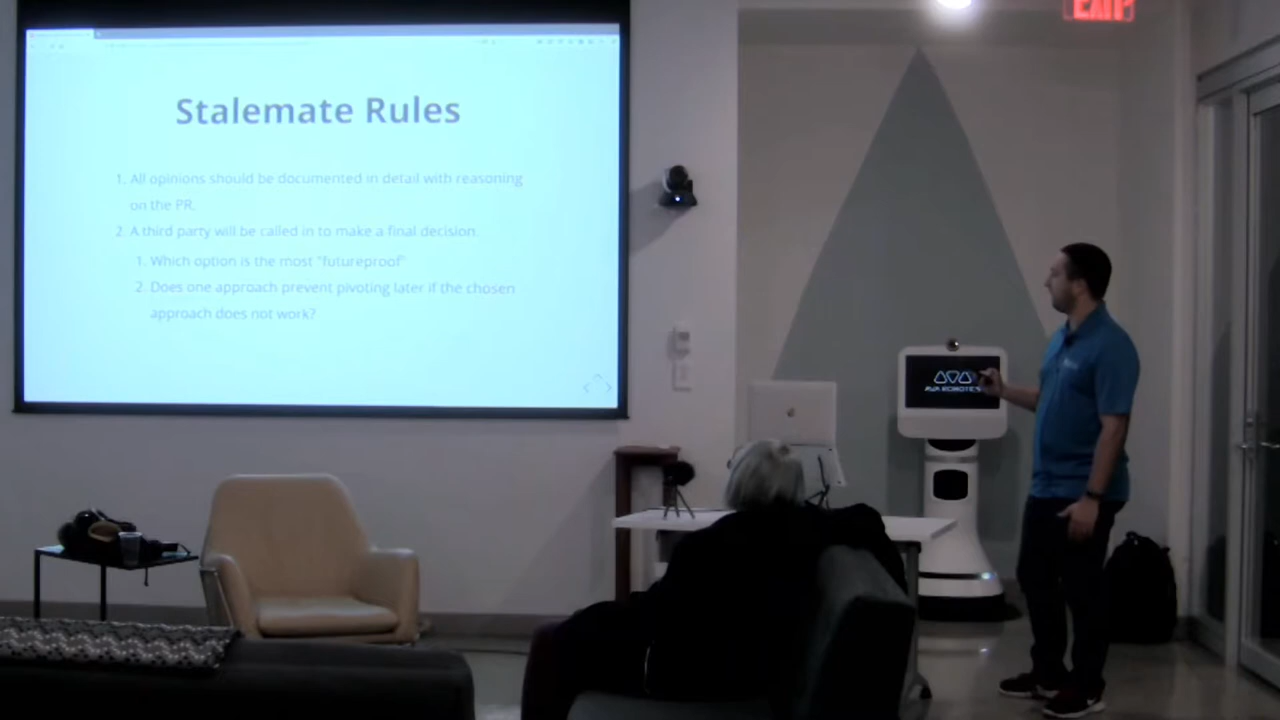 EXIT
Stalemate Rules
1. All opinions should be documented in detail with reasoning
on the PR.
2. A third party will be called in to make a final decision.
1. Which option is the most "futureproof"
2. Does one approach prevent pivoting later if the chosen
approach does not work?
AVA ROBOTICS